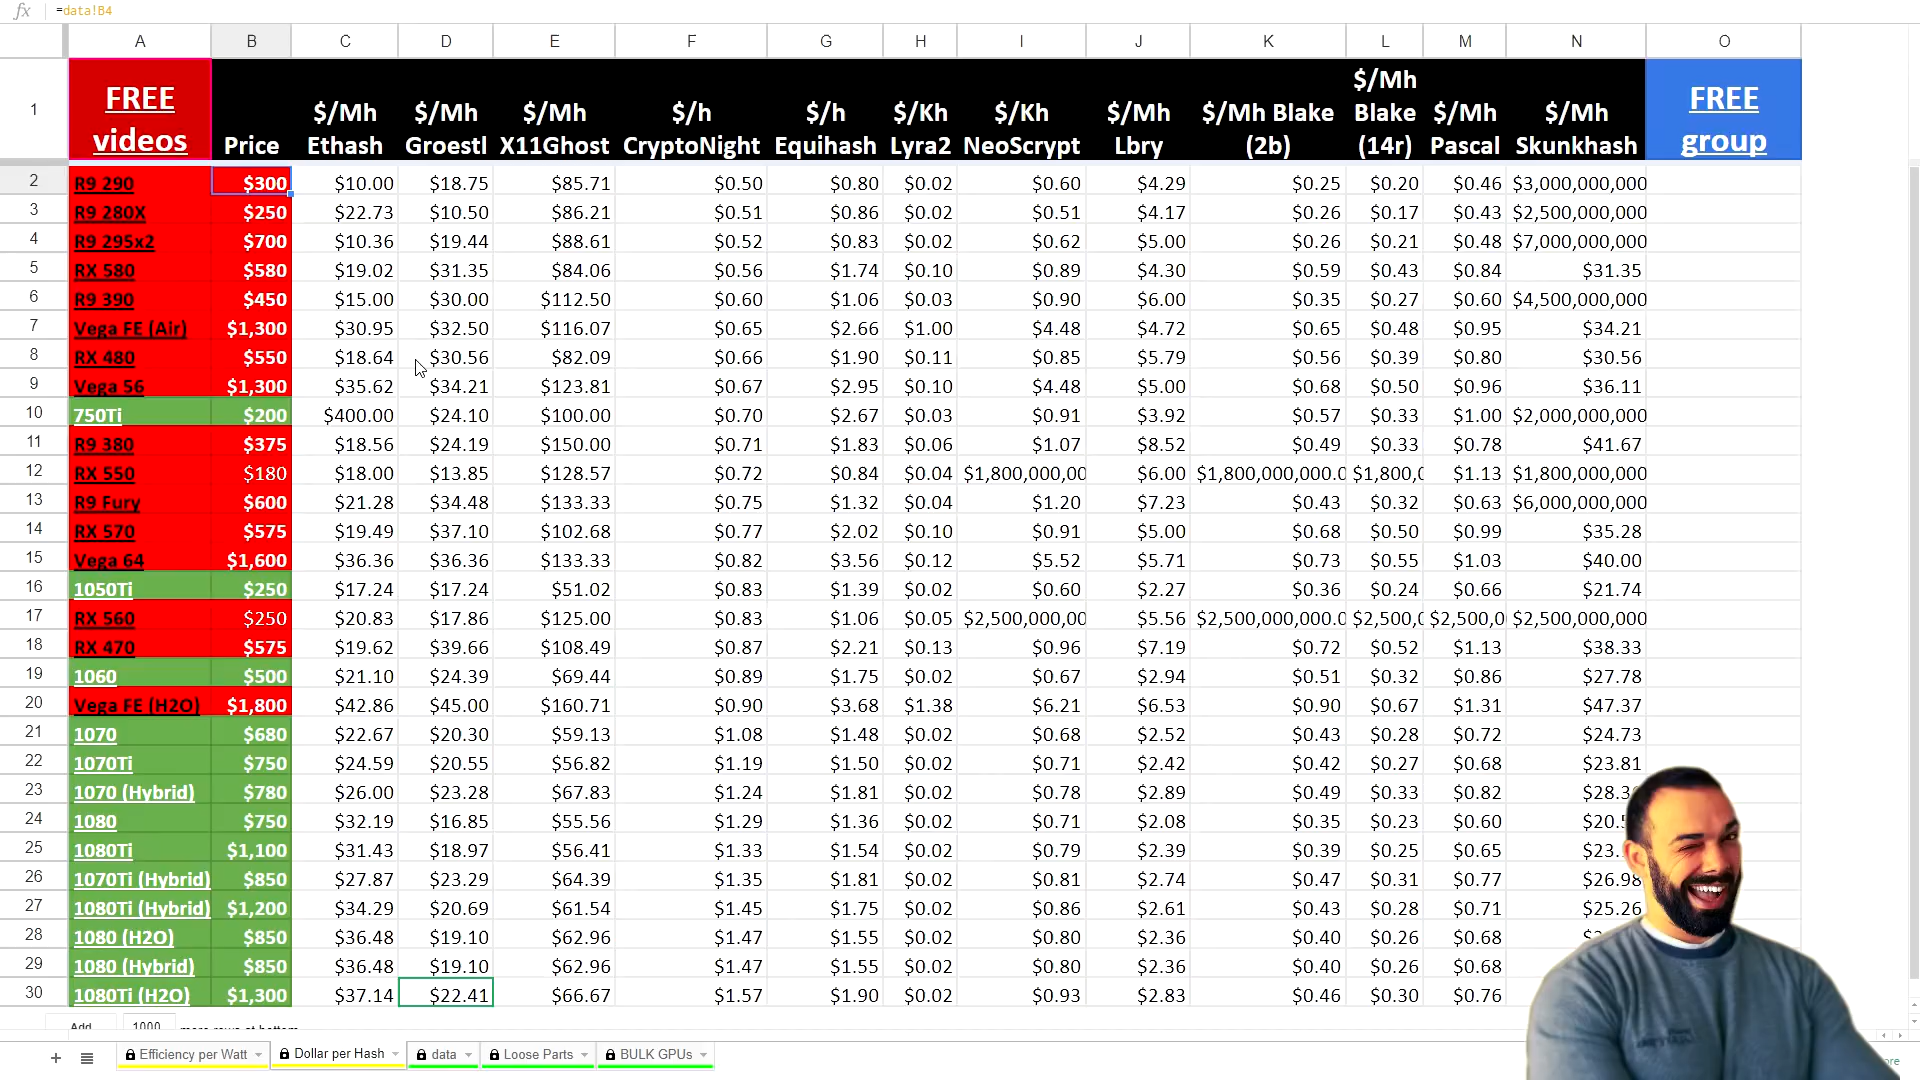 fx =data!B4
A B C D E F G H I J K L M N O
1 FREE videos Price $/Mh Ethash $/Mh Groestl $/Mh X11Ghost $/h CryptoNight $/h Equihash $/Kh Lyra2 $/Kh NeoScrypt $/Mh Lbry $/Mh Blake (2b) $/Mh Blake (14r) $/Mh Pascal $/Mh Skunkhash FREE group
2 R9 290 $300 $10.00 $18.75 $85.71 $0.50 $0.80 $0.02 $0.60 $4.29 $0.25 $0.20 $0.46 $3,000,000,000
3 R9 280X $250 $22.73 $10.50 $86.21 $0.51 $0.86 $0.02 $0.51 $4.17 $0.26 $0.17 $0.43 $2,500,000,000
4 R9 295x2 $700 $10.36 $19.44 $88.61 $0.52 $0.83 $0.02 $0.62 $5.00 $0.26 $0.21 $0.48 $7,000,000,000
5 RX 580 $580 $19.02 $31.35 $84.06 $0.56 $1.74 $0.10 $0.89 $4.30 $0.59 $0.43 $0.84 $31.35
6 R9 390 $450 $15.00 $30.00 $112.50 $0.60 $1.06 $0.03 $0.90 $6.00 $0.35 $0.27 $0.60 $4,500,000,000
7 Vega FE (Air) $1,300 $30.95 $32.50 $116.07 $0.65 $2.66 $1.00 $4.48 $4.72 $0.65 $0.48 $0.95 $34.21
8 RX 480 $550 $18.64 $30.56 $82.09 $0.66 $1.90 $0.11 $0.85 $5.79 $0.56 $0.39 $0.80 $30.56
9 Vega 56 $1,300 $35.62 $34.21 $123.81 $0.67 $2.95 $0.10 $4.48 $5.00 $0.68 $0.50 $0.96 $36.11
10 750Ti $200 $400.00 $24.10 $100.00 $0.70 $2.67 $0.03 $0.91 $3.92 $0.57 $0.33 $1.00 $2,000,000,000
11 R9 380 $375 $18.56 $24.19 $150.00 $0.71 $1.83 $0.06 $1.07 $8.52 $0.49 $0.33 $0.78 $41.67
12 RX 550 $180 $18.00 $13.85 $128.57 $0.72 $0.84 $0.04 $1,800,000,00 $6.00 $1,800,000,000.0 $1,800,0 $1.13 $1,800,000,000
13 R9 Fury $600 $21.28 $34.48 $133.33 $0.75 $1.32 $0.04 $1.20 $7.23 $0.43 $0.32 $0.63 $6,000,000,000
14 RX 570 $575 $19.49 $37.10 $102.68 $0.77 $2.02 $0.10 $0.91 $5.00 $0.68 $0.50 $0.99 $35.28
15 Vega 64 $1,600 $36.36 $36.36 $133.33 $0.82 $3.56 $0.12 $5.52 $5.71 $0.73 $0.55 $1.03 $40.00
16 1050Ti $250 $17.24 $17.24 $51.02 $0.83 $1.39 $0.02 $0.60 $2.27 $0.36 $0.24 $0.66 $21.74
17 RX 560 $250 $20.83 $17.86 $125.00 $0.83 $1.06 $0.05 $2,500,000,00 $5.56 $2,500,000,000.0 $2,500,0 $2,500,0 $2,500,000,000
18 RX 470 $575 $19.62 $39.66 $108.49 $0.87 $2.21 $0.13 $0.96 $7.19 $0.72 $0.52 $1.13 $38.33
19 1060 $500 $21.10 $24.39 $69.44 $0.89 $1.75 $0.02 $0.67 $2.94 $0.51 $0.32 $0.86 $27.78
20 Vega FE (H2O) $1,800 $42.86 $45.00 $160.71 $0.90 $3.68 $1.38 $6.21 $6.53 $0.90 $0.67 $1.31 $47.37
21 1070 $680 $22.67 $20.30 $59.13 $1.08 $1.48 $0.02 $0.68 $2.52 $0.43 $0.28 $0.72 $24.73
22 1070Ti $750 $24.59 $20.55 $56.82 $1.19 $1.50 $0.02 $0.71 $2.42 $0.42 $0.27 $0.68 $23.81
23 1070 (Hybrid) $780 $26.00 $23.28 $67.83 $1.24 $1.81 $0.02 $0.78 $2.89 $0.49 $0.33 $0.82
24 1080 $750 $32.19 $16.85 $55.56 $1.29 $1.36 $0.02 $0.71 $2.08 $0.35 $0.23 $0.60
25 1080Ti $1,100 $31.43 $18.97 $56.41 $1.33 $1.54 $0.02 $0.79 $2.39 $0.39 $0.25 $0.65
26 1070Ti (Hybrid) $850 $27.87 $23.29 $64.39 $1.35 $1.81 $0.02 $0.81 $2.74 $0.47 $0.31 $0.77 $26.98
27 1080Ti (Hybrid) $1,200 $34.29 $20.69 $61.54 $1.45 $1.75 $0.02 $0.86 $2.61 $0.43 $0.28 $0.71 $25.26
28 1080 (H2O) $850 $36.48 $19.10 $62.96 $1.47 $1.55 $0.02 $0.80 $2.36 $0.40 $0.26 $0.68
29 1080 (Hybrid) $850 $36.48 $19.10 $62.96 $1.47 $1.55 $0.02 $0.80 $2.36 $0.40 $0.26 $0.68
30 1080Ti (H2O) $1,300 $37.14 $22.41 $66.67 $1.57 $1.90 $0.02 $0.93 $2.83 $0.46 $0.30 $0.76
Add 1000 more rows at bottom
+ Efficiency per Watt Dollar per Hash data Loose Parts BULK GPUs